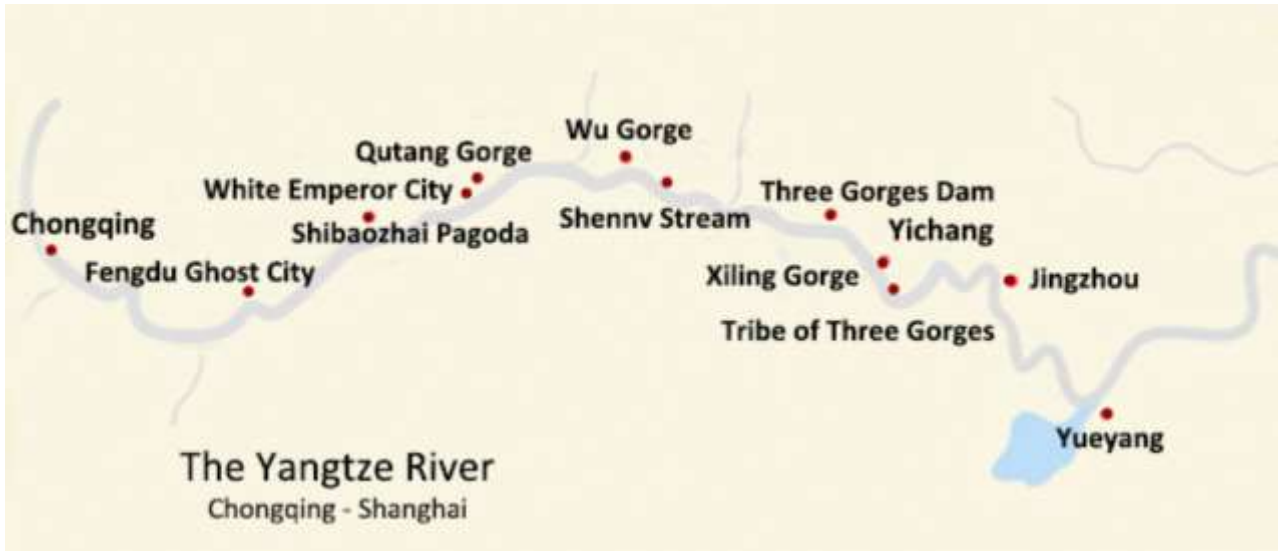 Wu Gorge
Qutang Gorge
White Emperor City
Three Gorges Dam
Chongqing
Shibaozhai Pagoda
Shennv Stream
Yichang
Fengdu Ghost City
Xiling Gorge
Jingzhou
Tribe of Three Gorges
Yueyang
The Yangtze River
Chongqing - Shanghai